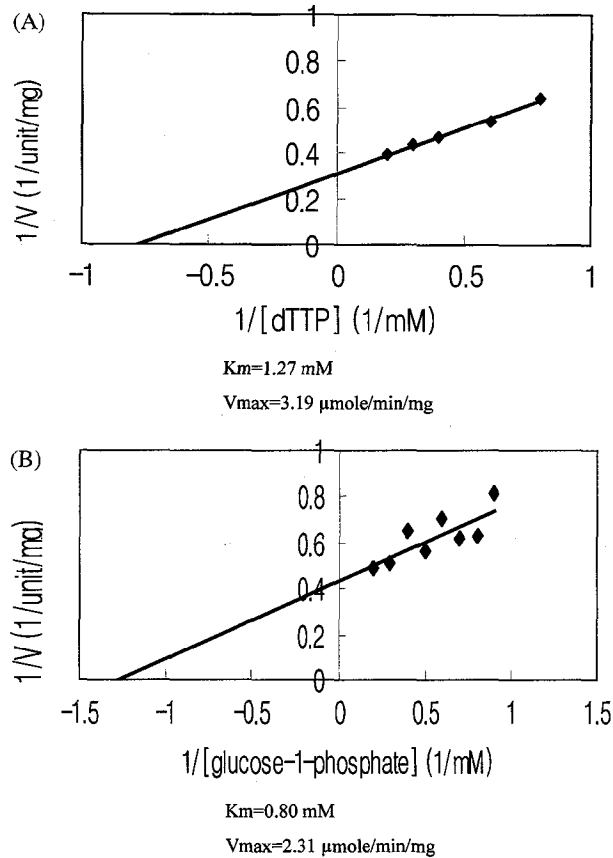 (A)
1
0.8
0.6
0.4
0.2
0
1/V (1/unit/mg)
-1 -0.5 0 0.5 1
1/[dTTP] (1/mM)
Km=1.27 mM
Vmax=3.19 µmole/min/mg
(B)
1
0.8
0.6
0.4
0.2
0
1/V (1/unit/mg)
-1.5 -1 -0.5 0 0.5 1 1.5
1/[glucose-1-phosphate] (1/mM)
Km=0.80 mM
Vmax=2.31 µmole/min/mg